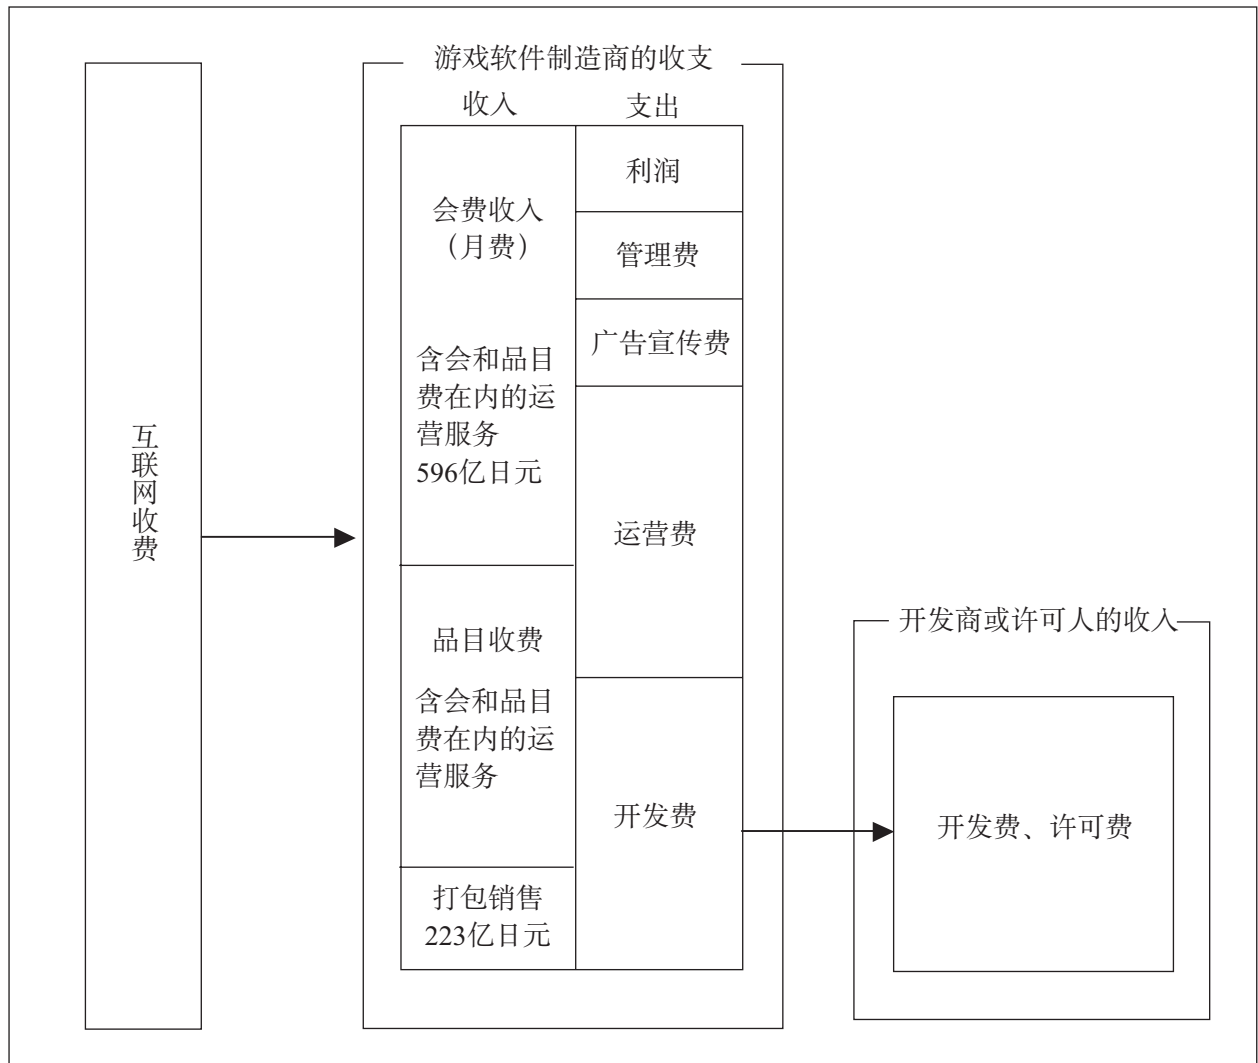 互联网收费
游戏软件制造商的收支
收入
支出
会费收入
（月费）
含会和品目
费在内的运
营服务
596亿日元
品目收费
含会和品目
费在内的运
营服务
打包销售
223亿日元
利润
管理费
广告宣传费
运营费
开发费
开发商或许可人的收入
开发费、许可费